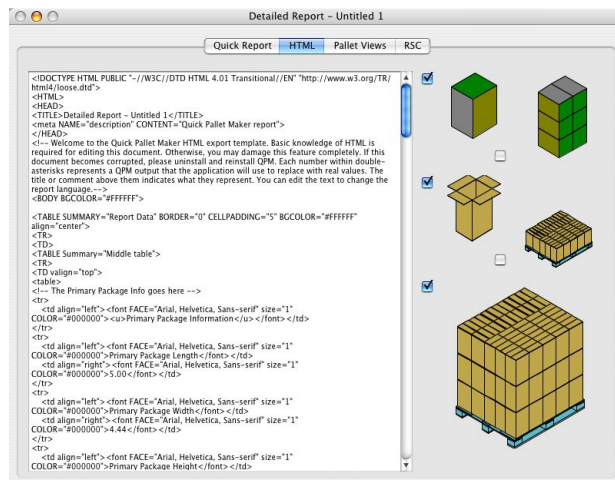 Detailed Report - Untitled 1
Quick Report HTML Pallet Views RSC
<!DOCTYPE HTML PUBLIC "-//W3C//DTD HTML 4.01 Transitional//EN" "http://www.w3.org/TR/
html4/loose.dtd">
<HTML>
<HEAD>
<TITLE>Detailed Report - Untitled 1</TITLE>
<meta NAME="description" CONTENT="Quick Pallet Maker report">
</HEAD>
<!-- Welcome to the Quick Pallet Maker HTML export template. Basic knowledge of HTML is
required for editing this document. Otherwise, you may damage this feature completely. If this
document becomes corrupted, please uninstall and reinstall QPM. Each number within double-
asterisks represents a QPM output that the application will use to replace with real values. The
title or comment above them indicates what they represent. You can edit the text to change the
report language.-->
<BODY BGCOLOR="#FFFFFF">
<TABLE SUMMARY="Report Data" BORDER="0" CELLPADDING="5" BGCOLOR="#FFFFFF"
align="center">
<TR>
<TD>
<TABLE Summary="Middle table">
<TR>
<TD valign="top">
<table>
<!-- The Primary Package Info goes here -->
<tr>
<td align="left"><font FACE="Arial, Helvetica, Sans-serif" size="1"
COLOR="#000000"><u>Primary Package Information</u></font></td>
</tr>
<tr>
<td align="left"><font FACE="Arial, Helvetica, Sans-serif" size="1"
COLOR="#000000">Primary Package Length</font></td>
<td align="right"><font FACE="Arial, Helvetica, Sans-serif" size="1"
COLOR="#000000">5.00</font></td>
</tr>
<tr>
<td align="left"><font FACE="Arial, Helvetica, Sans-serif" size="1"
COLOR="#000000">Primary Package Width</font></td>
<td align="right"><font FACE="Arial, Helvetica, Sans-serif" size="1"
COLOR="#000000">4.44</font></td>
</tr>
<tr>
<td align="left"><font FACE="Arial, Helvetica, Sans-serif" size="1"
COLOR="#000000">Primary Package Height</font></td>